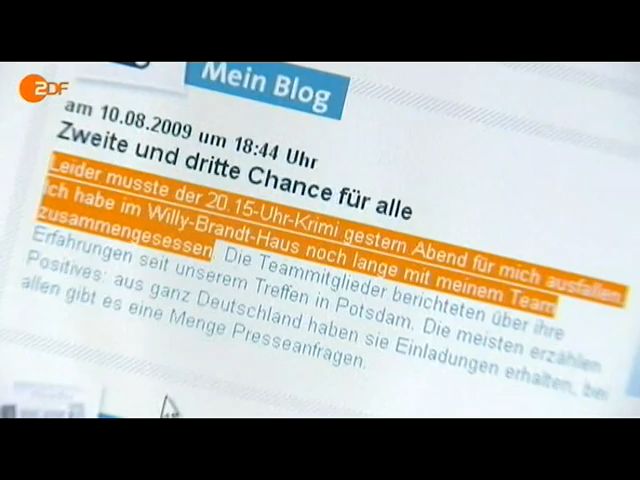 ZDF
Mein Blog
am 10.08.2009 um 18:44 Uhr
Zweite und dritte Chance für alle
Leider musste der 20.15-Uhr-Krimi gestern Abend für mich ausfallen.
Ich habe im Willy-Brandt-Haus noch lange mit meinem Team
zusammengesessen. Die Teammitglieder berichteten über ihre
Erfahrungen seit unserem Treffen in Potsdam. Die meisten erzählen
Positives: aus ganz Deutschland haben sie Einladungen erhalten, bei
allen gibt es eine Menge Presseanfragen.